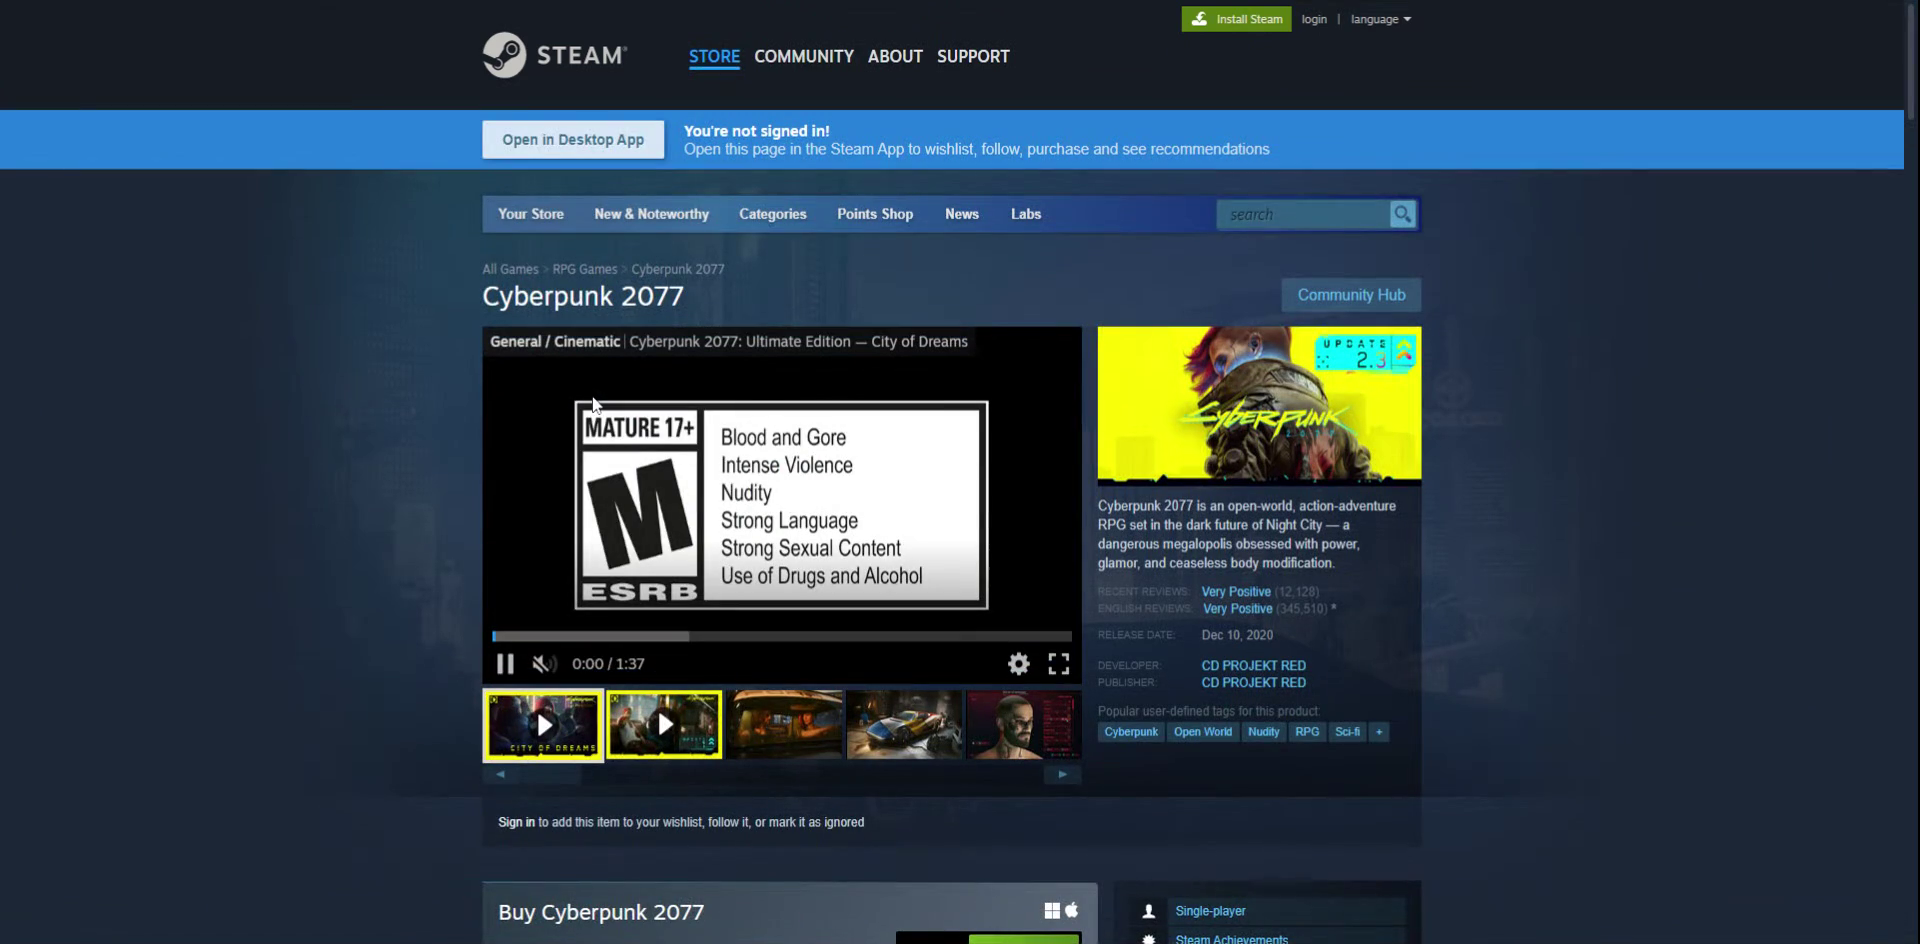 Install Steam login | language
STEAM®
STORE COMMUNITY ABOUT SUPPORT
Open in Desktop App
You're not signed in!
Open this page in the Steam App to wishlist, follow, purchase and see recommendations
Your Store New & Noteworthy Categories Points Shop News Labs search
All Games > RPG Games > Cyberpunk 2077
Cyberpunk 2077
Community Hub
General / Cinematic | Cyberpunk 2077: Ultimate Edition — City of Dreams
MATURE 17+
M
ESRB
Blood and Gore
Intense Violence
Nudity
Strong Language
Strong Sexual Content
Use of Drugs and Alcohol
0:00 / 1:37
CITY OF DREAMS
UPDATE
2.3
Cyberpunk
2077
Cyberpunk 2077 is an open-world, action-adventure
RPG set in the dark future of Night City — a
dangerous megalopolis obsessed with power,
glamor, and ceaseless body modification.
RECENT REVIEWS: Very Positive (12,128)
ENGLISH REVIEWS: Very Positive (345,510) *
RELEASE DATE: Dec 10, 2020
DEVELOPER: CD PROJEKT RED
PUBLISHER: CD PROJEKT RED
Popular user-defined tags for this product:
Cyberpunk Open World Nudity RPG Sci-fi +
Sign in to add this item to your wishlist, follow it, or mark it as ignored
Buy Cyberpunk 2077
Single-player
Steam Achievements